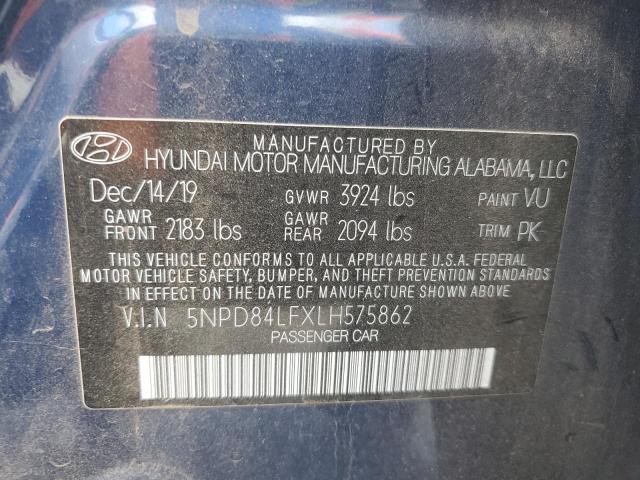 MANUFACTURED BY
HYUNDAI MOTOR MANUFACTURING ALABAMA, LLC
Dec/14/19 GVWR 3924 lbs PAINT VU
GAWR FRONT 2183 lbs GAWR REAR 2094 lbs TRIM PK
THIS VEHICLE CONFORMS TO ALL APPLICABLE U.S.A. FEDERAL
MOTOR VEHICLE SAFETY, BUMPER, AND THEFT PREVENTION STANDARDS
IN EFFECT ON THE DATE OF MANUFACTURE SHOWN ABOVE.
V.I.N 5NPD84LFXLH575862
PASSENGER CAR